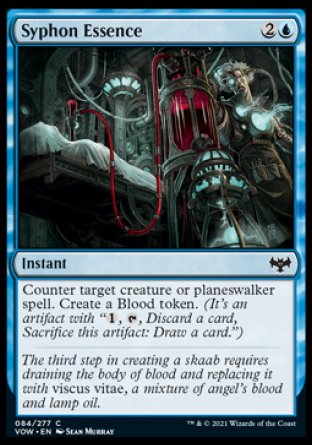 Syphon Essence 2
Instant
Counter target creature or planeswalker
spell. Create a Blood token. (It's an
artifact with “1, , Discard a card,
Sacrifice this artifact: Draw a card.”)
The third step in creating a skaab requires
draining the body of blood and replacing it
with viscus vitae, a mixture of angel's blood
and lamp oil.
084/277 C
VOW • EN SEAN MURRAY
™ & © 2021 Wizards of the Coast